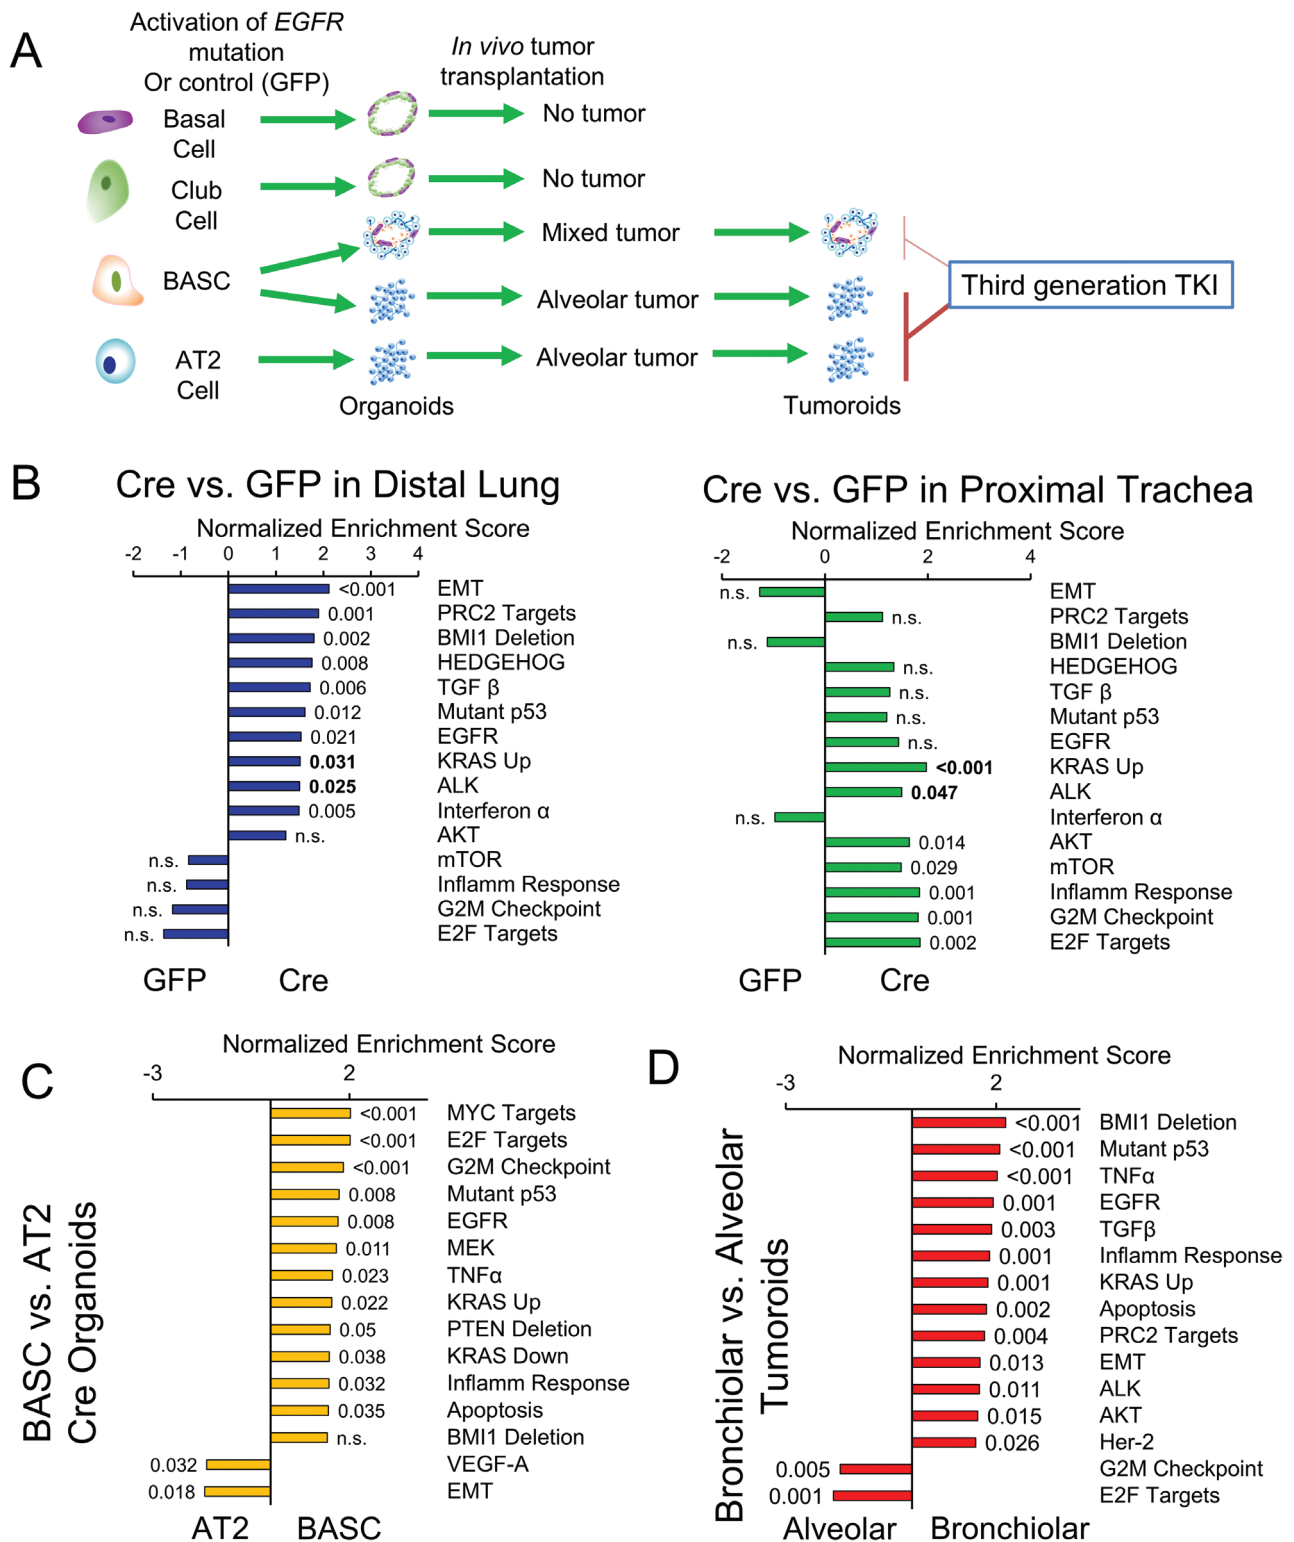 A
Activation of EGFR
mutation
Or control (GFP)
In vivo tumor
transplantation
Basal
Cell
No tumor
Club
Cell
No tumor
Mixed tumor
BASC
Alveolar tumor
Third generation TKI
AT2
Cell
Alveolar tumor
Organoids
Tumoroids
B
Cre vs. GFP in Distal Lung
Normalized Enrichment Score
-2 -1 0 1 2 3 4
<0.001 EMT
0.001 PRC2 Targets
0.002 BMI1 Deletion
0.008 HEDGEHOG
0.006 TGF β
0.012 Mutant p53
0.021 EGFR
0.031 KRAS Up
0.025 ALK
0.005 Interferon α
n.s. AKT
n.s. mTOR
n.s. Inflamm Response
n.s. G2M Checkpoint
n.s. E2F Targets
GFP Cre
Cre vs. GFP in Proximal Trachea
Normalized Enrichment Score
-2 0 2 4
n.s. EMT
n.s. PRC2 Targets
n.s. BMI1 Deletion
n.s. HEDGEHOG
n.s. TGF β
n.s. Mutant p53
n.s. EGFR
<0.001 KRAS Up
0.047 ALK
n.s. Interferon α
0.014 AKT
0.029 mTOR
0.001 Inflamm Response
0.001 G2M Checkpoint
0.002 E2F Targets
GFP Cre
C
BASC vs. AT2
Cre Organoids
Normalized Enrichment Score
-3 2
<0.001 MYC Targets
<0.001 E2F Targets
<0.001 G2M Checkpoint
0.008 Mutant p53
0.008 EGFR
0.011 MEK
0.023 TNFα
0.022 KRAS Up
0.05 PTEN Deletion
0.038 KRAS Down
0.032 Inflamm Response
0.035 Apoptosis
n.s. BMI1 Deletion
0.032 VEGF-A
0.018 EMT
AT2 BASC
D
Bronchiolar vs. Alveolar
Tumoroids
Normalized Enrichment Score
-3 2
<0.001 BMI1 Deletion
<0.001 Mutant p53
<0.001 TNFα
0.001 EGFR
0.003 TGFβ
0.001 Inflamm Response
0.001 KRAS Up
0.002 Apoptosis
0.004 PRC2 Targets
0.013 EMT
0.011 ALK
0.015 AKT
0.026 Her-2
0.005 G2M Checkpoint
0.001 E2F Targets
Alveolar Bronchiolar